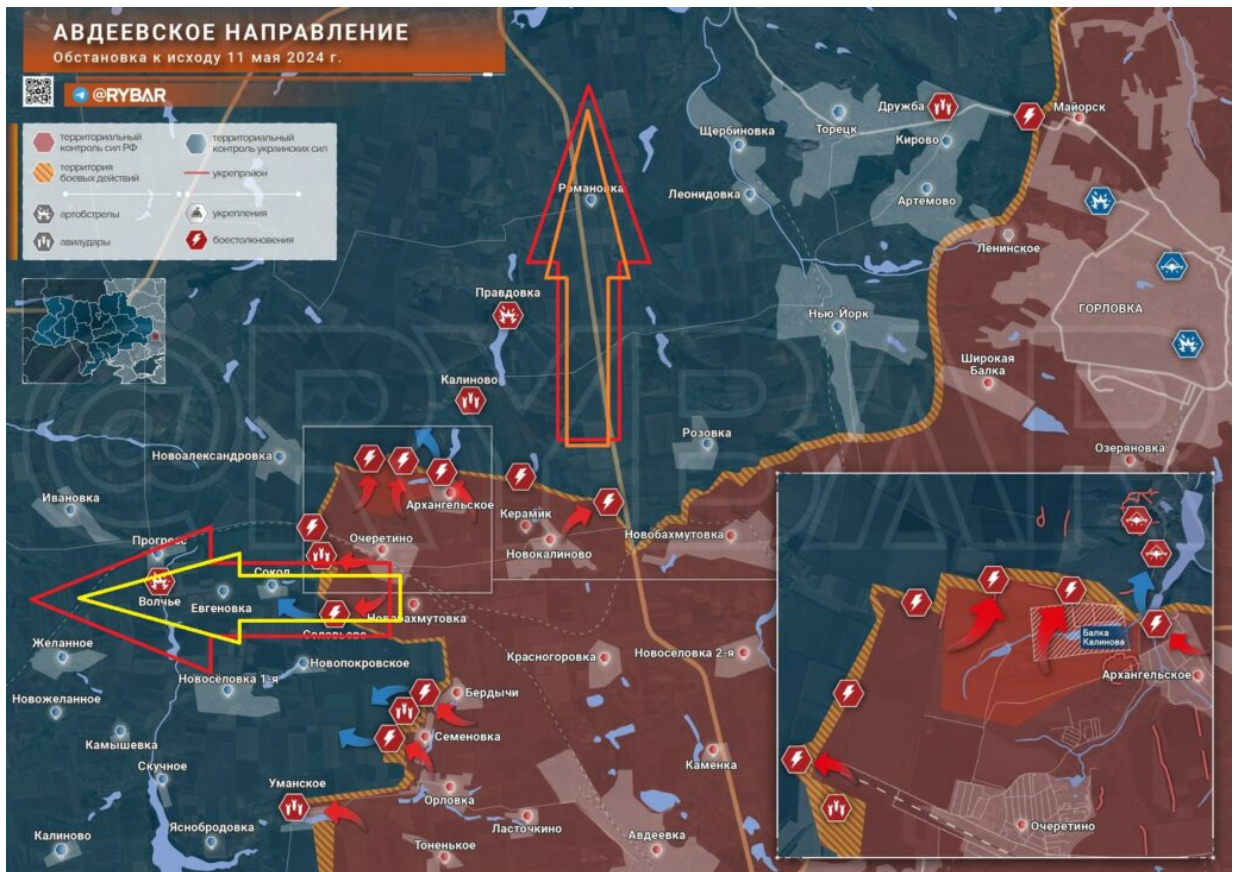 АВДЕЕВСКОЕ НАПРАВЛЕНИЕ
Обстановка к исходу 11 мая 2024 г.
@RYBAR
территориальный
контроль сил РФ
территориальный
контроль украинских сил
территория
боевых действий
укрепрайон
артобстрелы
укрепления
авиаудары
боестолкновения
Дружба
Майорск
Торецк
Щербиновка
Кирово
Романовка
Леонидовка
Артемово
Ленинское
Правдовка
Нью-Йорк
ГОРЛОВКА
Широкая
Балка
Калиново
Розовка
Озеряновка
Новоалександровка
Ивановка
Архангельское
Керамик
Новокалиново
Новобахмутовка
Очеретино
Прогресс
Сокол
Волчье
Евгеновка
Новобахмутовка
Соловьево
Желанное
Новопокровское
Красногоровка
Новоселовка 2-я
Новосёловка 1-я
Бердычи
Новожеланное
Камышевка
Семеновка
Скучное
Каменка
Уманское
Орловка
Ласточкино
Калиново
Яснобродовка
Тоненькое
Авдеевка
Балка
Калинова
Архангельское
Очеретино
@RYBAR